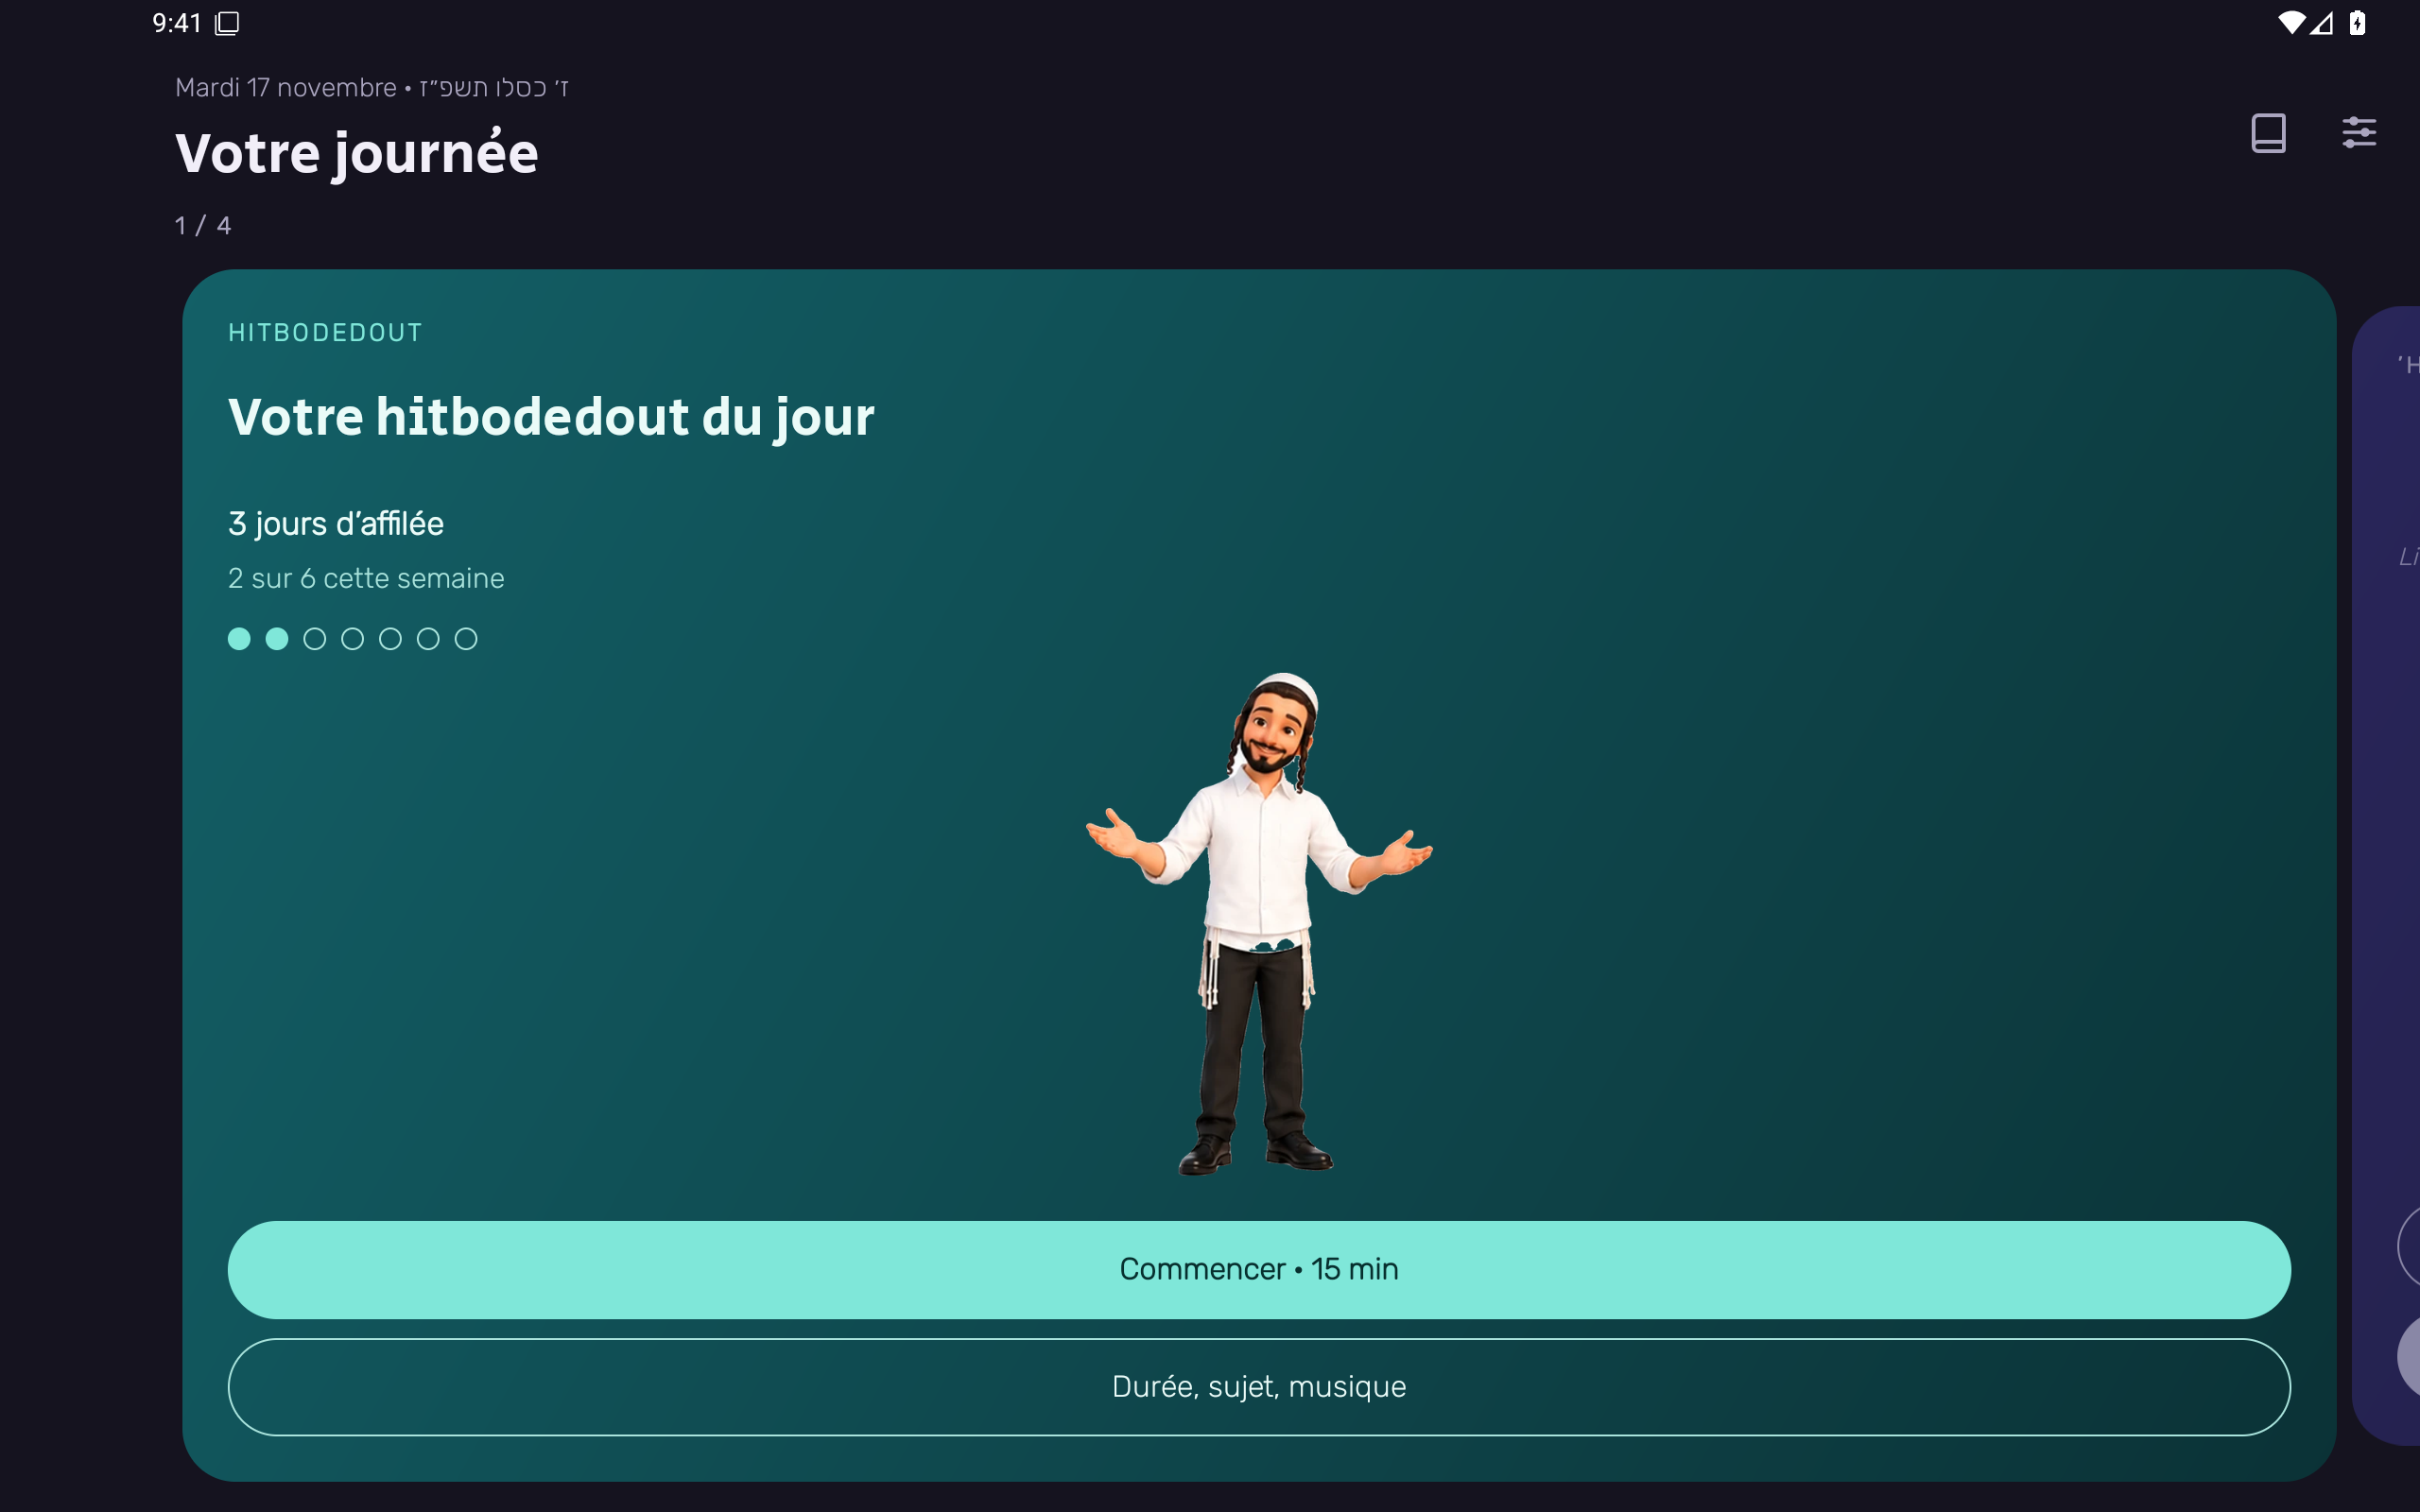 9:41
Mardi 17 novembre • ז׳ כסלו תשפ״ז
Votre journée
1 / 4
HITBODEDOUT
Votre hitbodedout du jour
3 jours d’affilée
2 sur 6 cette semaine
Commencer • 15 min
Durée, sujet, musique